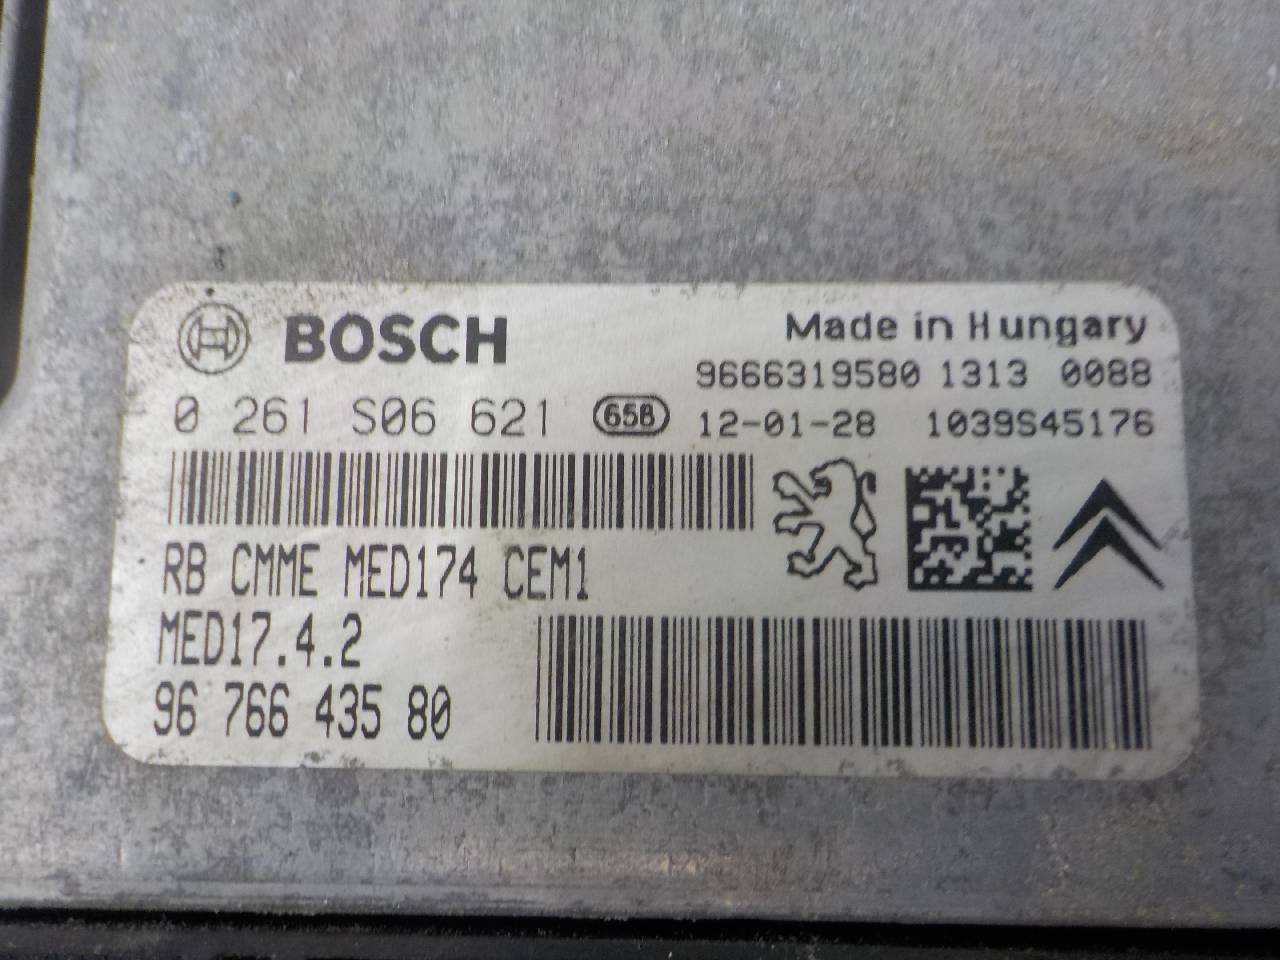 BOSCH
Made in Hungary
9666319580 1313 0088
0 261 S06 621 65B 12-01-28 1039S45176
RB CMME MED174 CEM1
MED17.4.2
96 766 435 80